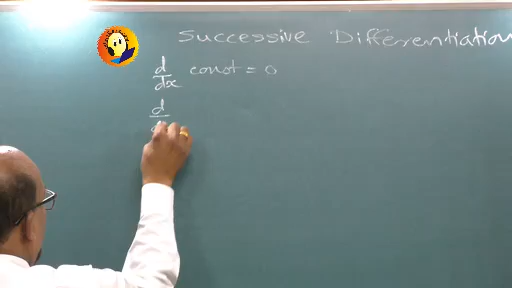 Successive Differentiation
d/dx const = 0
d